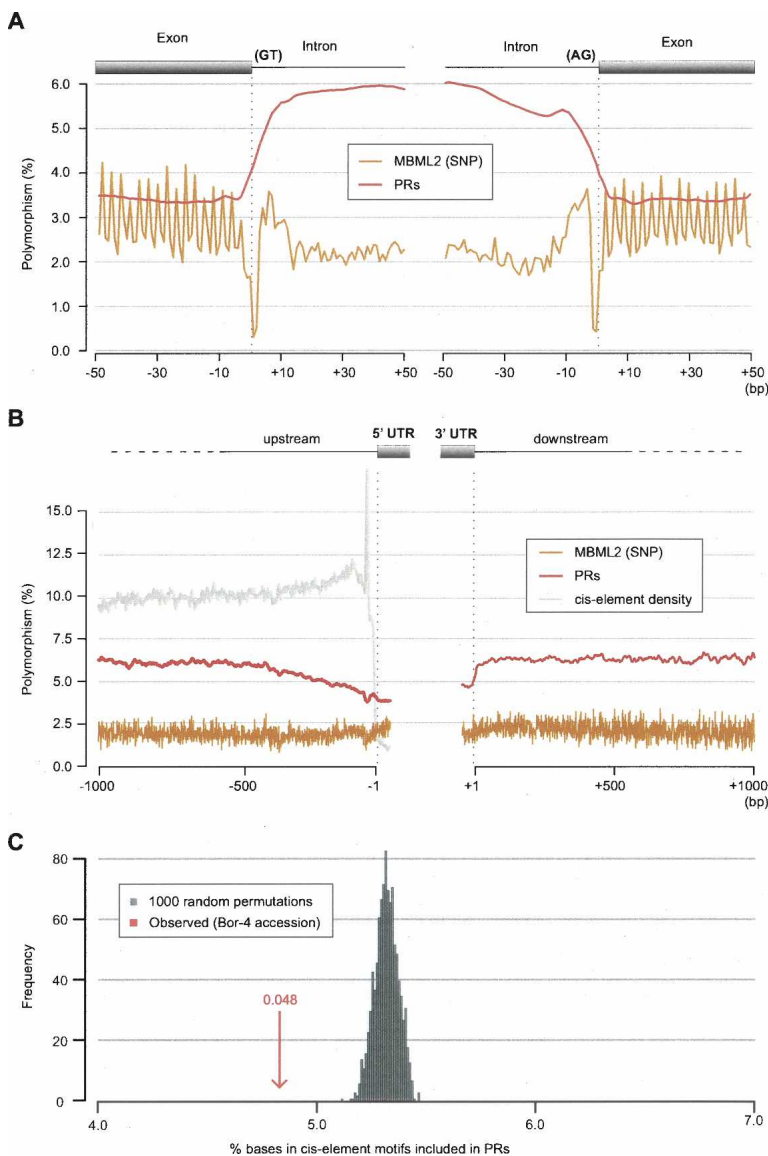 A
Exon (GT) Intron Intron (AG) Exon
6.0
5.0
4.0
3.0
2.0
1.0
0.0
Polymorphism (%)
MBML2 (SNP)
PRs
-50 -30 -10 +10 +30 +50 -50 -30 -10 +10 +30 +50
(bp)
B
upstream 5' UTR 3' UTR downstream
15.0
12.5
10.0
7.5
5.0
2.5
0.0
Polymorphism (%)
MBML2 (SNP)
PRs
cis-element density
-1000 -500 -1 +1 +500 +1000
(bp)
C
80
60
40
20
0
Frequency
1000 random permutations
Observed (Bor-4 accession)
0.048
4.0 5.0 6.0 7.0
% bases in cis-element motifs included in PRs